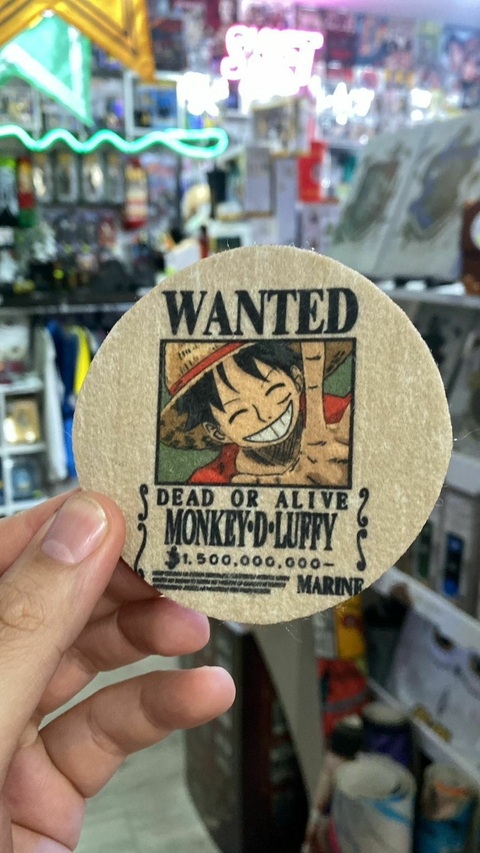 WANTED
DEAD OR ALIVE
MONKEY•D•LUFFY
฿1.500.000.000-
MARINE